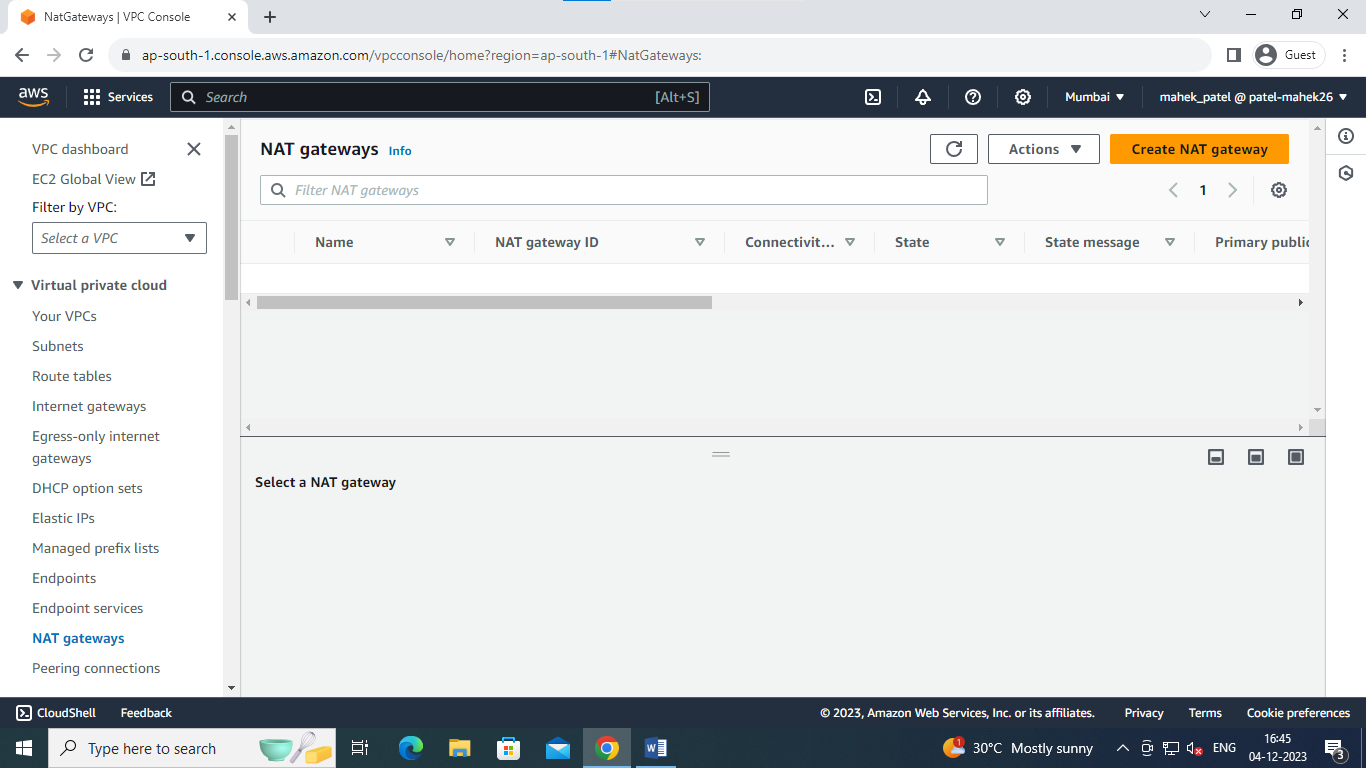 NatGateways | VPC Console
ap-south-1.console.aws.amazon.com/vpcconsole/home?region=ap-south-1#NatGateways:
Guest
aws
Services
Search
[Alt+S]
Mumbai
mahek_patel @ patel-mahek26
VPC dashboard
EC2 Global View
Filter by VPC:
Select a VPC
Virtual private cloud
Your VPCs
Subnets
Route tables
Internet gateways
Egress-only internet
gateways
DHCP option sets
Elastic IPs
Managed prefix lists
Endpoints
Endpoint services
NAT gateways
Peering connections
NAT gateways Info
Actions
Create NAT gateway
Filter NAT gateways
1
Name
NAT gateway ID
Connectivit...
State
State message
Primary public
Select a NAT gateway
CloudShell
Feedback
© 2023, Amazon Web Services, Inc. or its affiliates.
Privacy
Terms
Cookie preferences
Type here to search
1
30°C Mostly sunny
ENG
16:45
04-12-2023
3